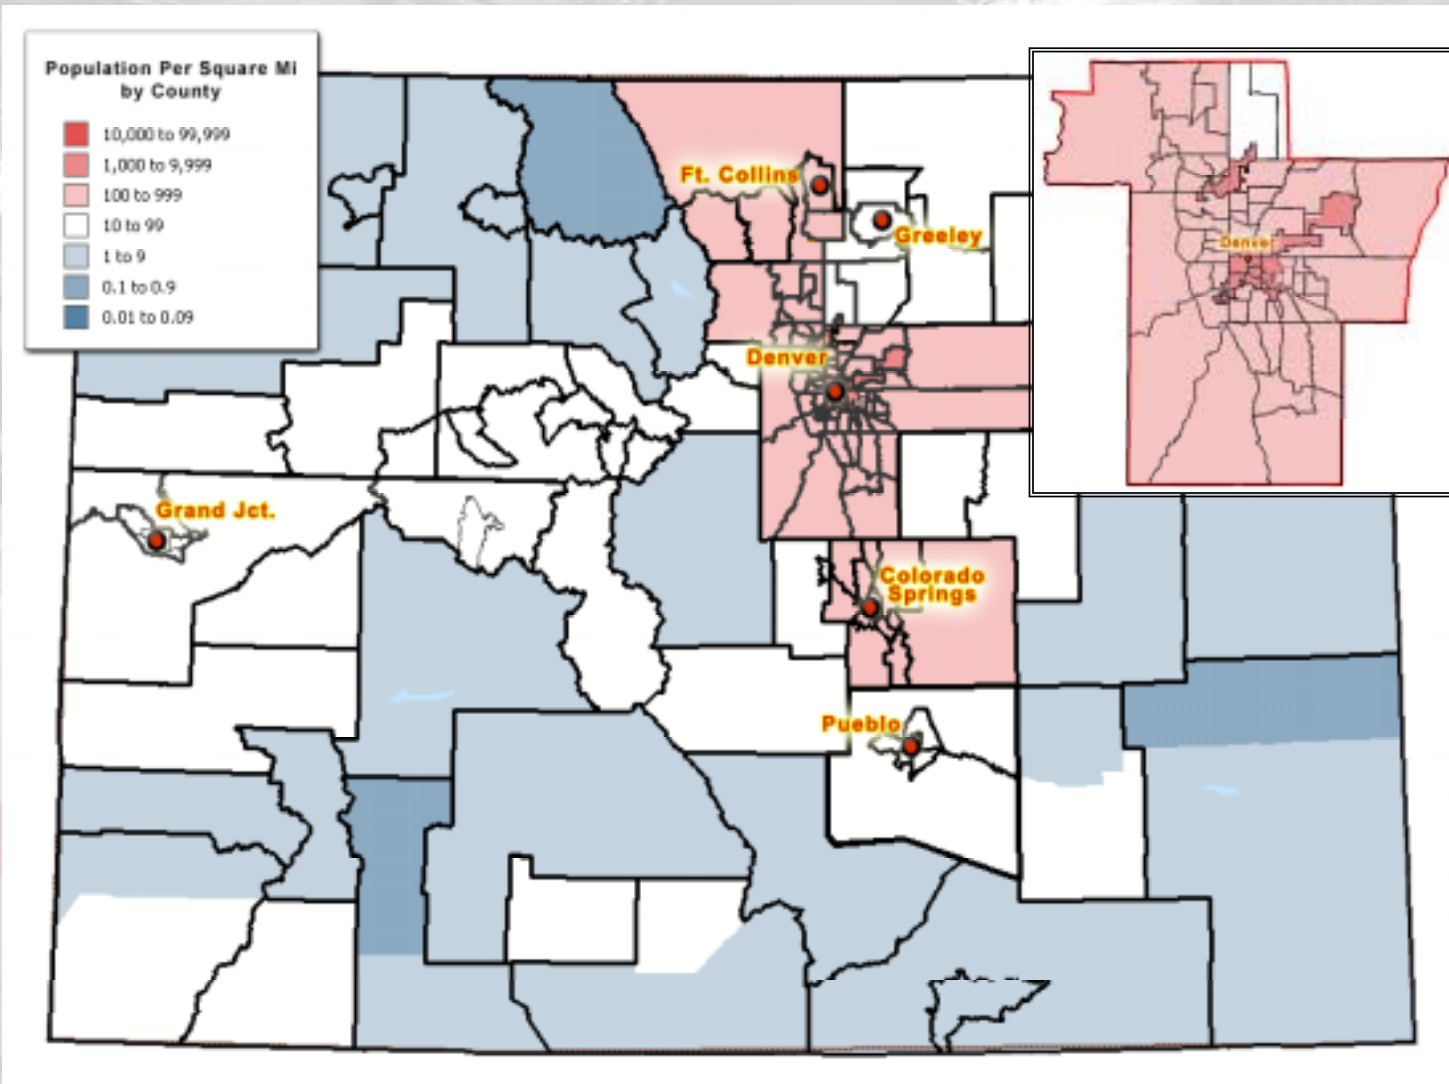 Population Per Square Mi
by County
10,000 to 99,999
1,000 to 9,999
100 to 999
10 to 99
1 to 9
0.1 to 0.9
0.01 to 0.09
Ft. Collins
Greeley
Denver
Denver
Grand Jct.
Colorado
Springs
Pueblo